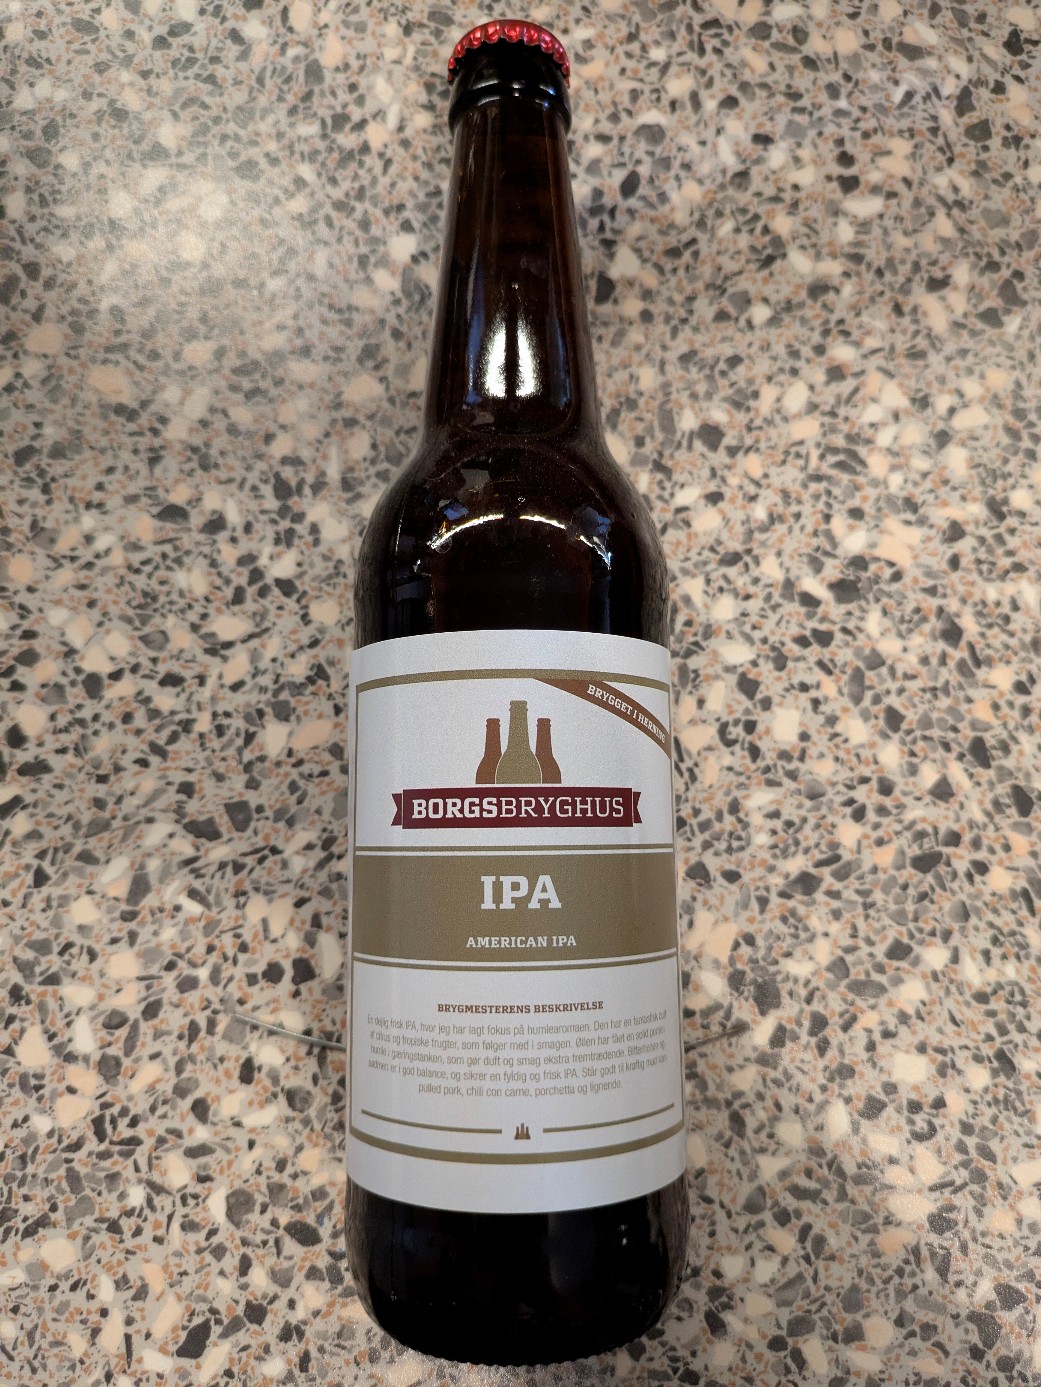 BRYGGET I HERNING
BORGSBRYGHUS
IPA
AMERICAN IPA
BRYGMESTERENS BESKRIVELSE
En dejlig frisk IPA, hvor jeg har lagt fokus på humlearomaen. Den har en fantastisk duft
af citrus og tropiske frugter, som følger med i smagen. Øllen har fået en solid portion
humle i gæringstanken, som gør duft og smag ekstra fremtrædende. Bitterheden og
sødmen er i god balance, og sikrer en fyldig og frisk IPA. Står godt til kraftig mad som
pulled pork, chili con carne, porchetta og lignende.